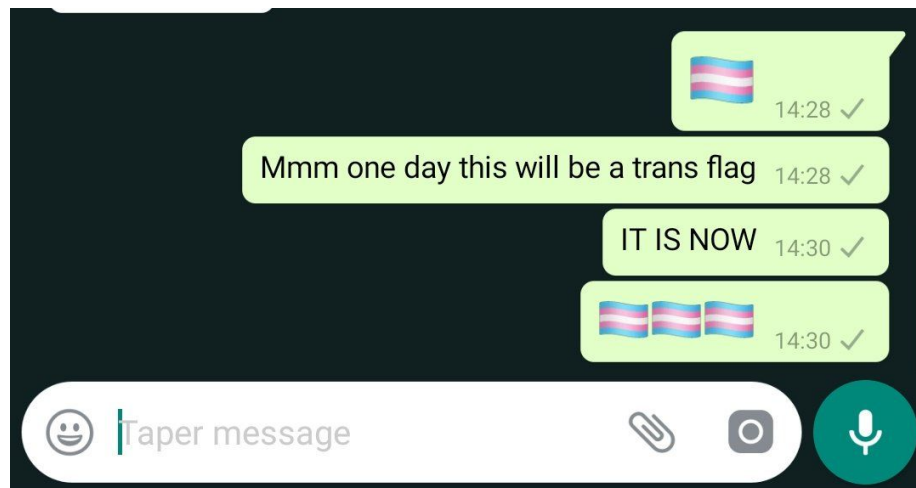 🏳️‍⚧️ 14:28
Mmm one day this will be a trans flag 14:28
IT IS NOW 14:30
🏳️‍⚧️🏳️‍⚧️🏳️‍⚧️ 14:30
Taper message